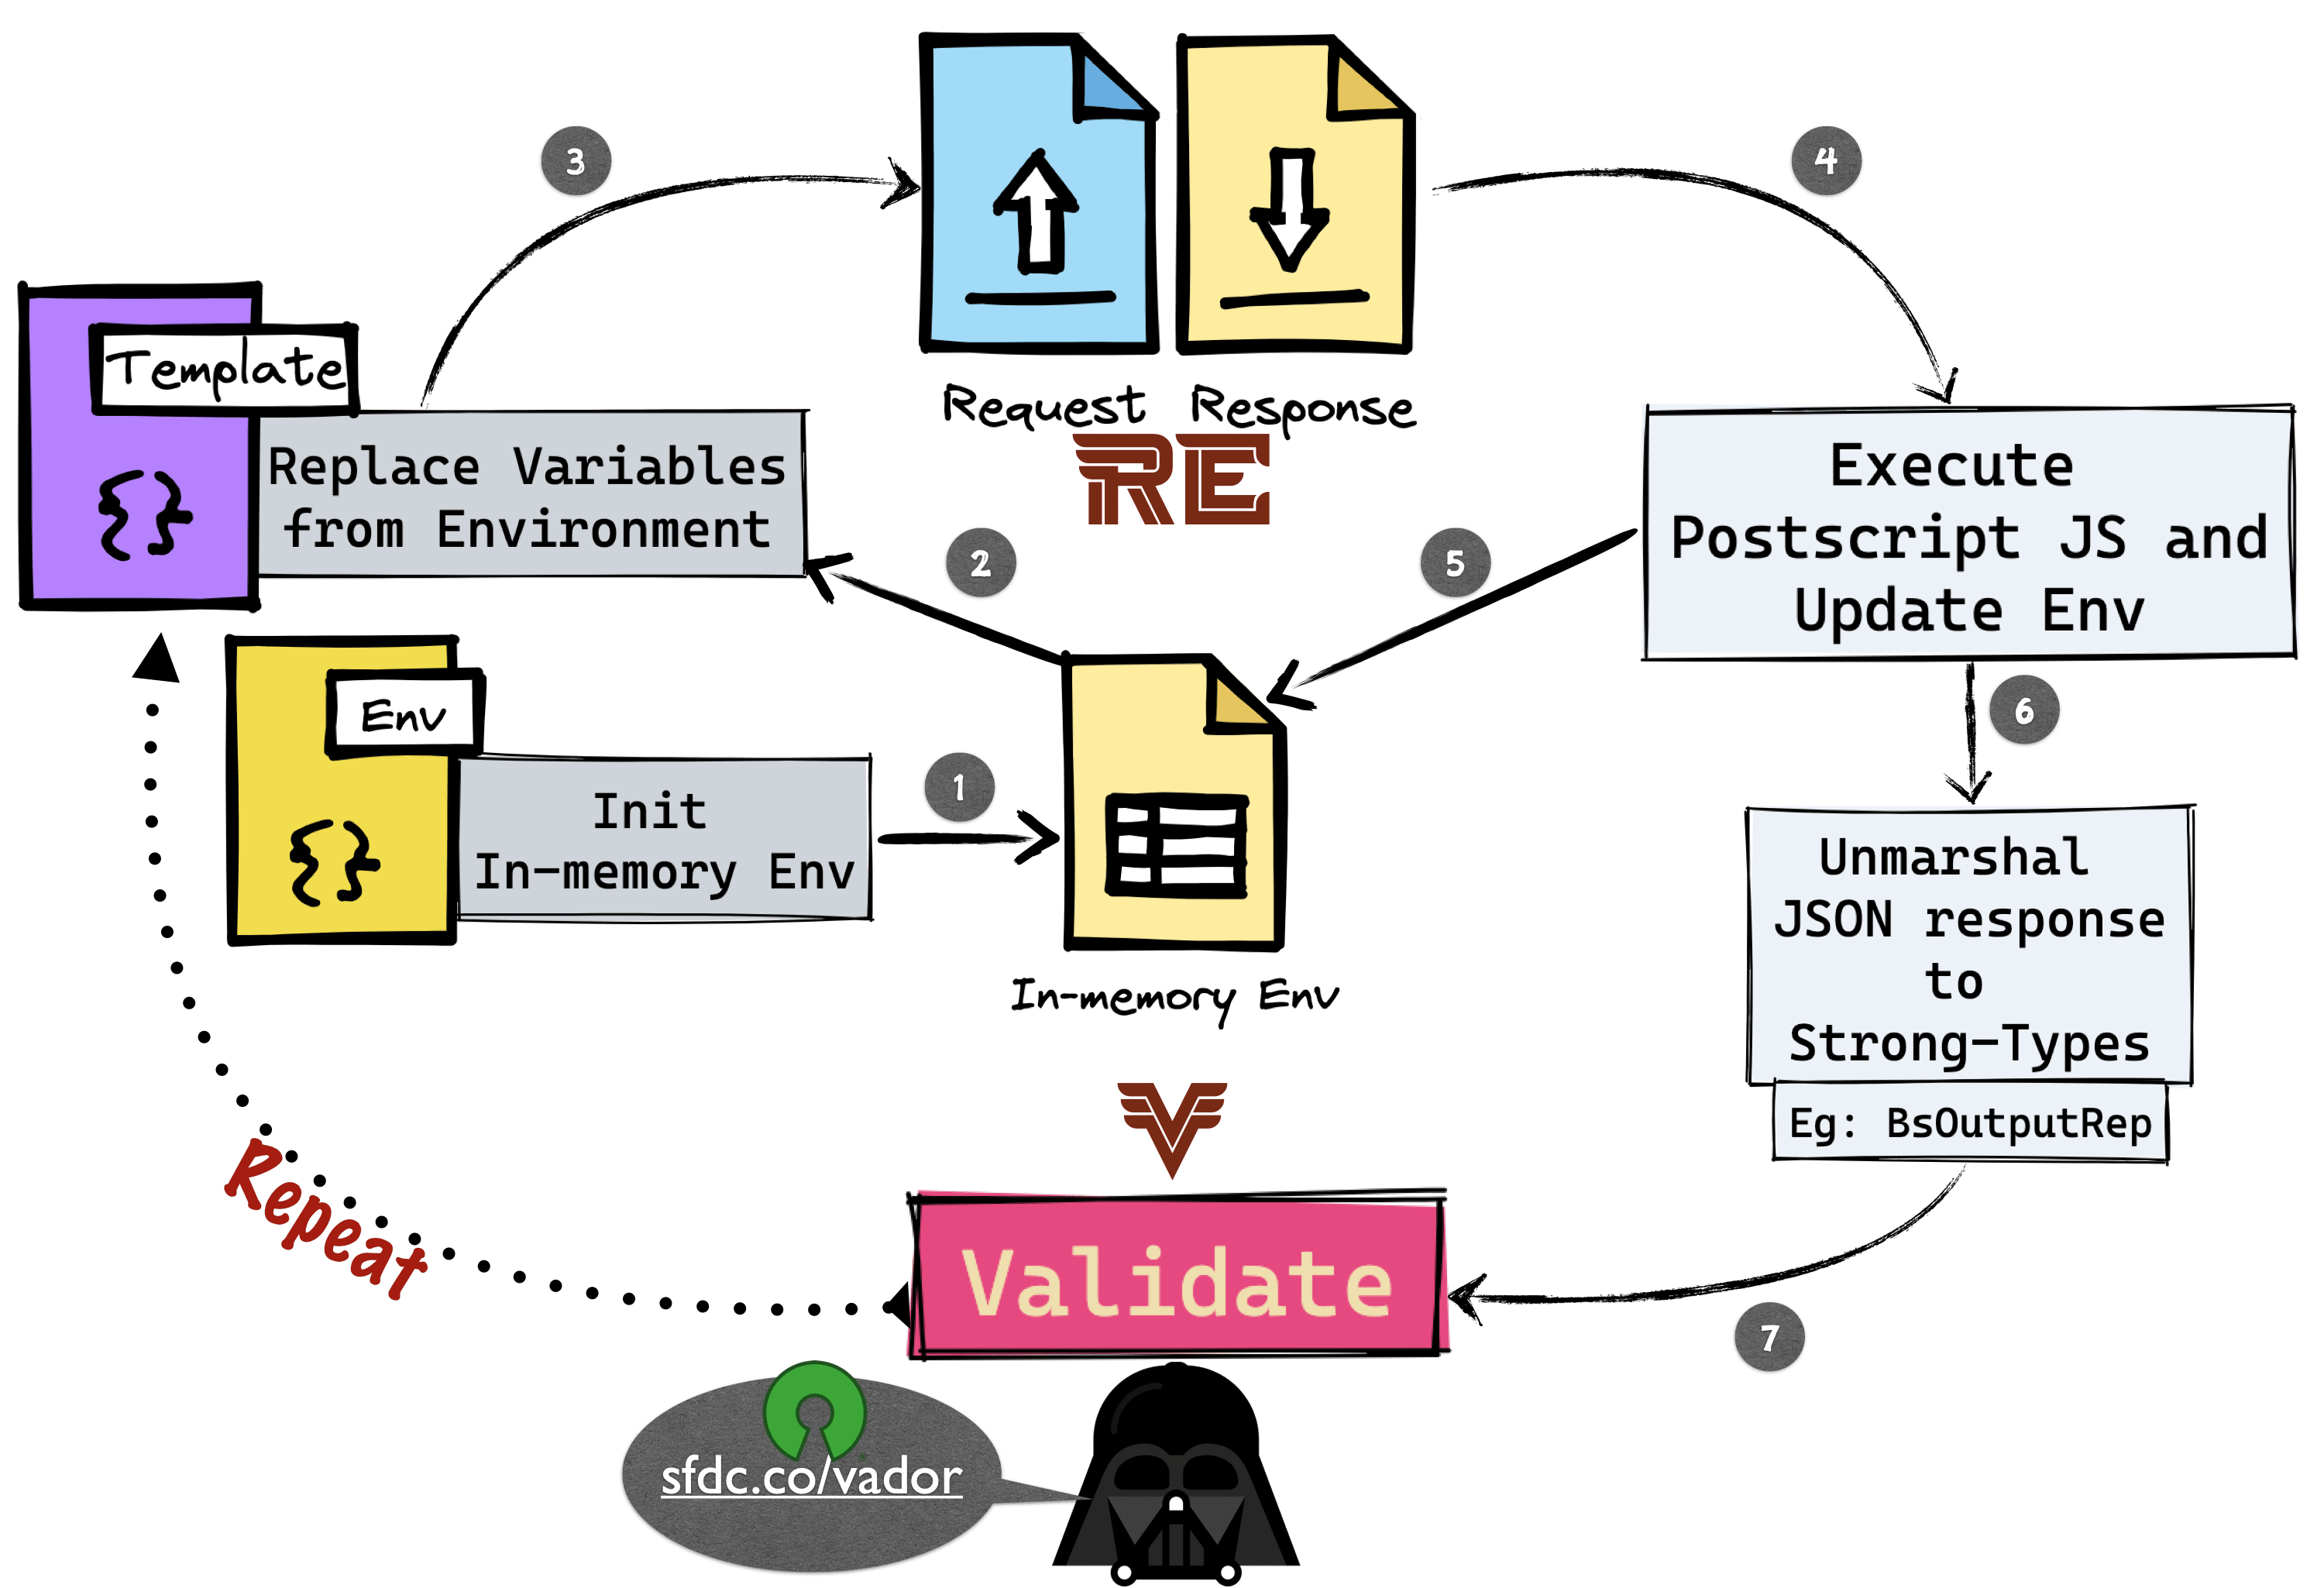 3
4
Template
Replace Variables
from Environment
Request
Response
RE
Execute
Postscript JS and
Update Env
2
5
6
Env
Init
In-memory Env
1
In-memory Env
Unmarshal
JSON response
to
Strong-Types
Eg: BsOutputRep
Repeat
V
Validate
7
sfdc.co/vador